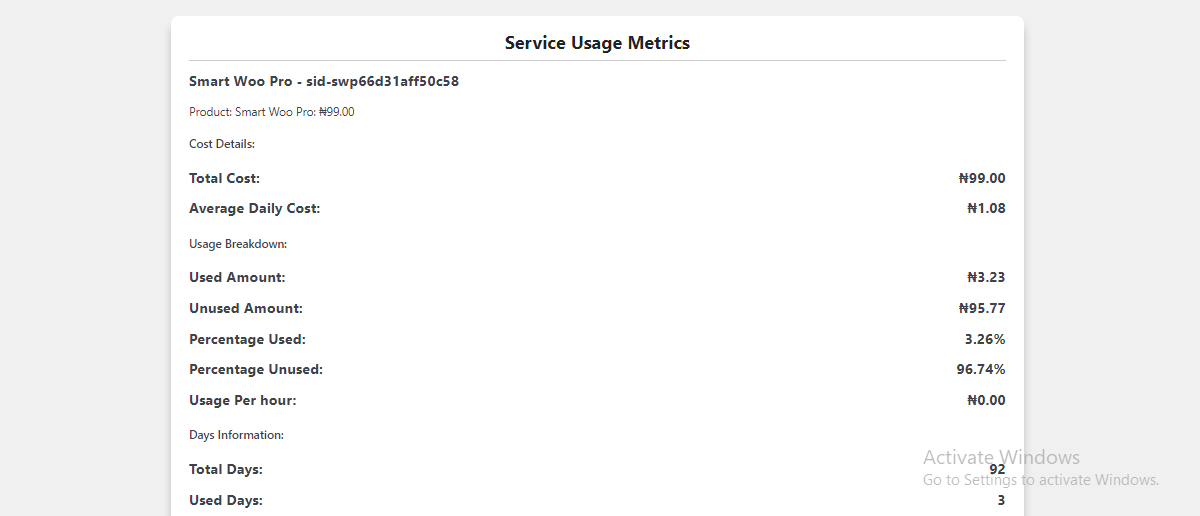 Service Usage Metrics
Smart Woo Pro - sid-swp66d31aff50c58
Product: Smart Woo Pro: ₦99.00
Cost Details:
Total Cost: ₦99.00
Average Daily Cost: ₦1.08
Usage Breakdown:
Used Amount: ₦3.23
Unused Amount: ₦95.77
Percentage Used: 3.26%
Percentage Unused: 96.74%
Usage Per hour: ₦0.00
Days Information:
Activate Windows
Total Days: 92
Go to Settings to activate Windows.
Used Days: 3